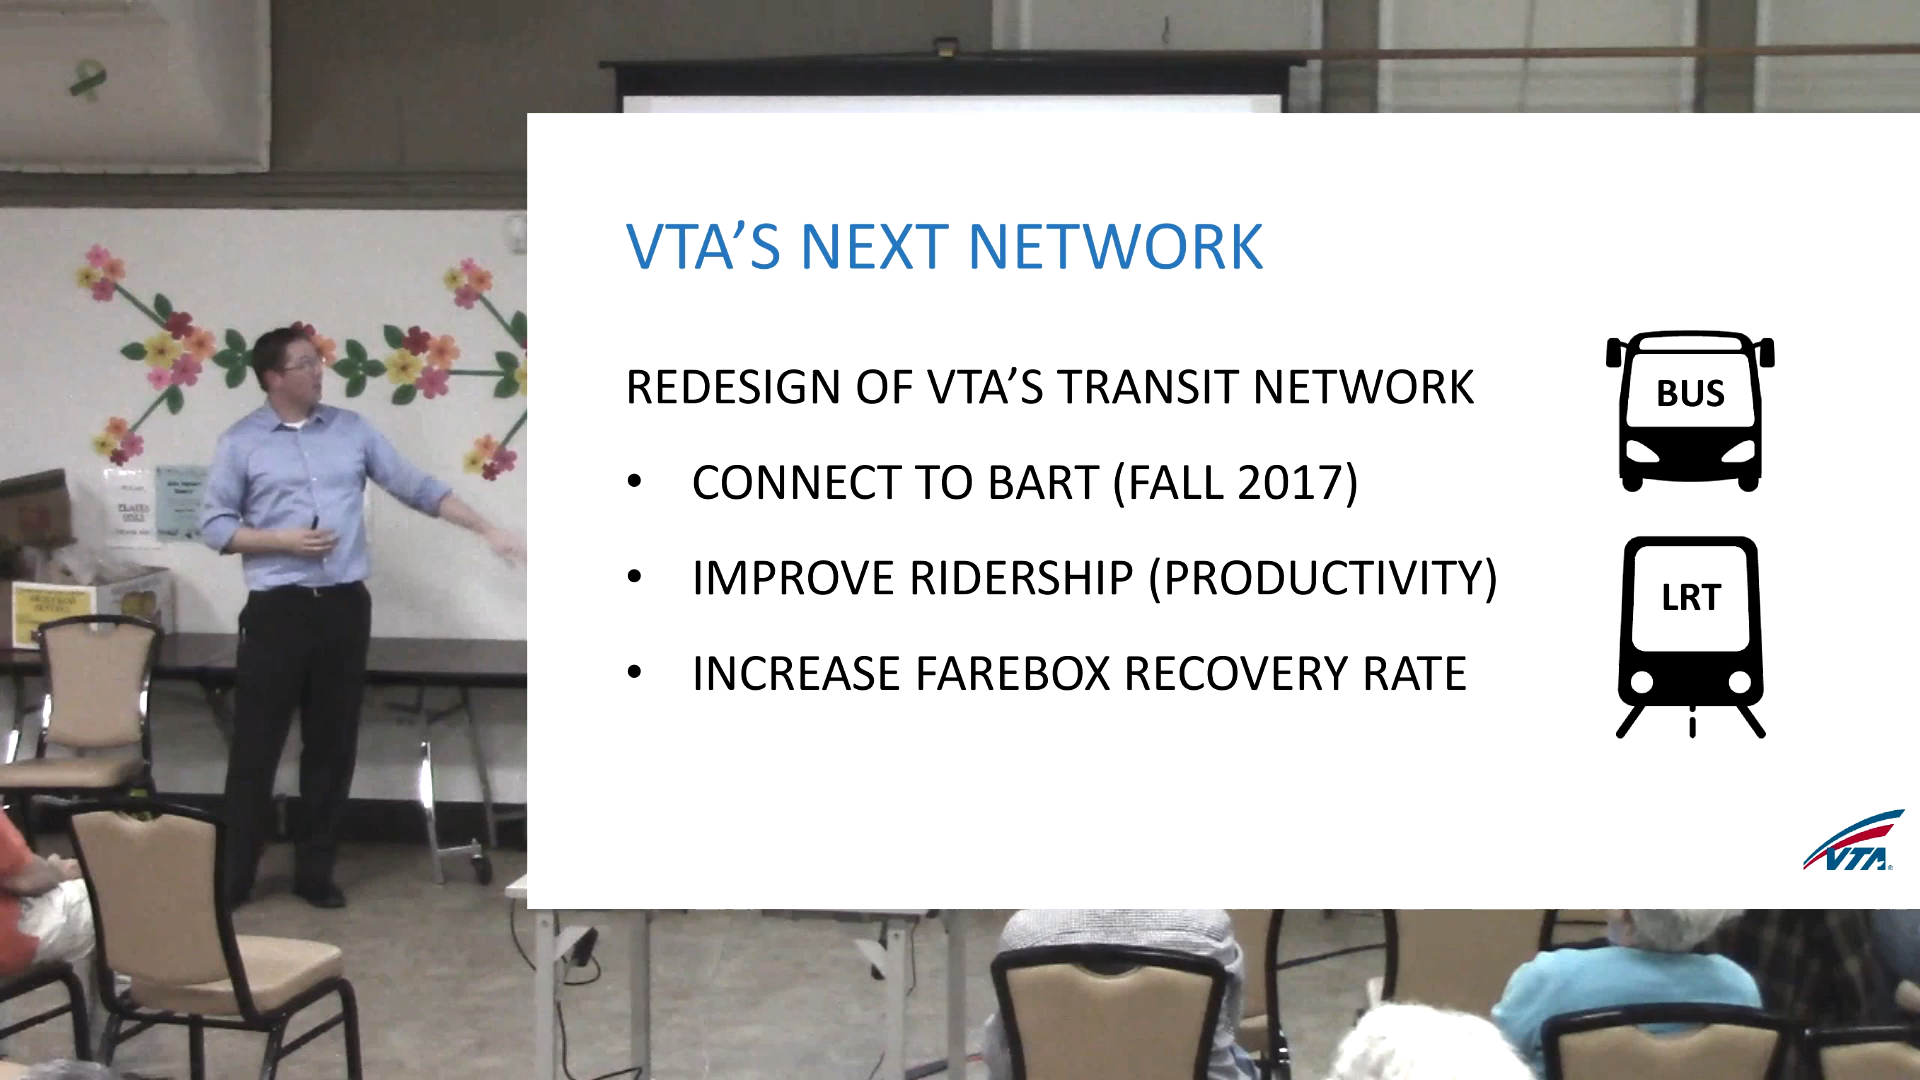 VTA'S NEXT NETWORK
REDESIGN OF VTA'S TRANSIT NETWORK
• CONNECT TO BART (FALL 2017)
• IMPROVE RIDERSHIP (PRODUCTIVITY)
• INCREASE FAREBOX RECOVERY RATE
BUS
LRT
VTA